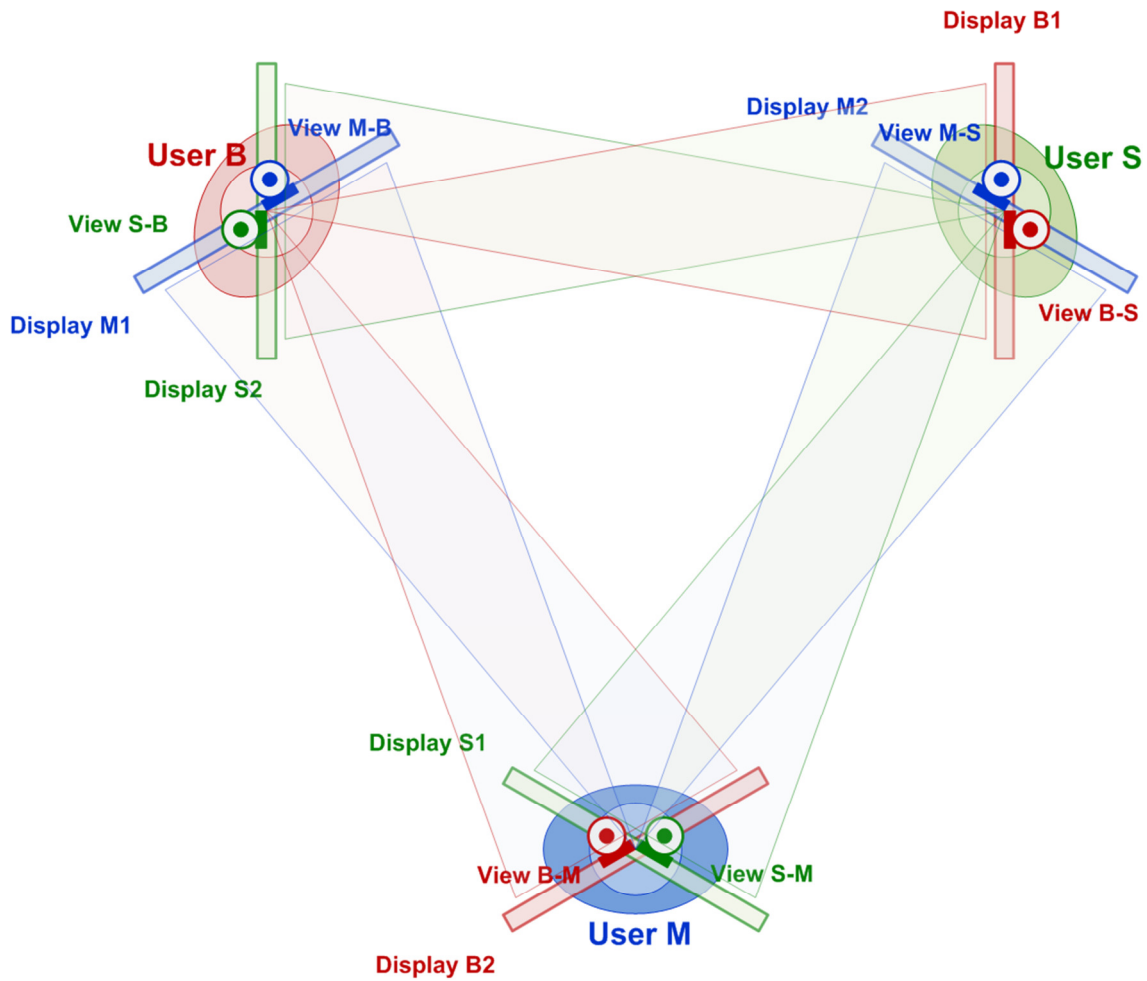 Display B1
Display M2
View M-B
View M-S
User B
User S
View S-B
View B-S
Display M1
Display S2
Display S1
View B-M
View S-M
User M
Display B2